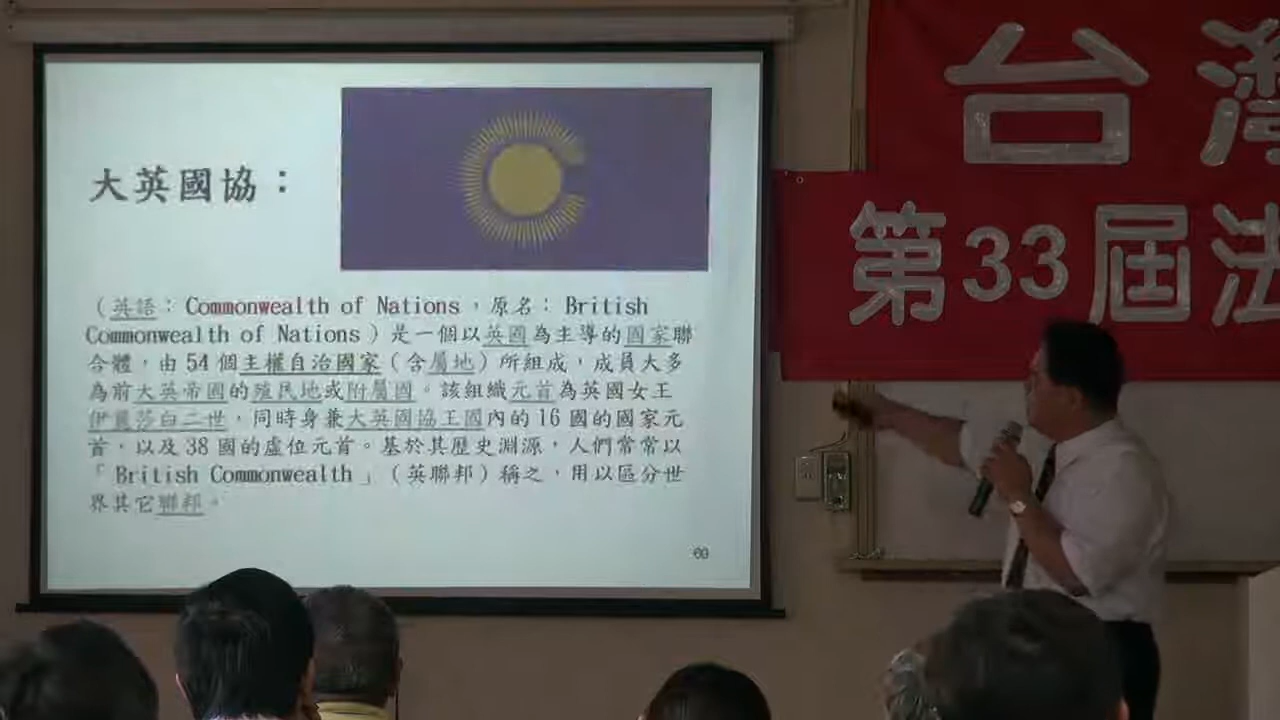 大英國協：
（英語：Commonwealth of Nations，原名：British
Commonwealth of Nations）是一個以英國為主導的國家聯
合體，由 54 個主權自治國家（含屬地）所組成，成員大多
為前大英帝國的殖民地或附屬國。該組織元首為英國女王
伊麗莎白二世，同時身兼大英國協王國內的 16 國的國家元
首，以及 38 國的虛位元首。基於其歷史淵源，人們常常以
「British Commonwealth」（英聯邦）稱之，用以區分世
界其它聯邦。
台灣
第33屆法